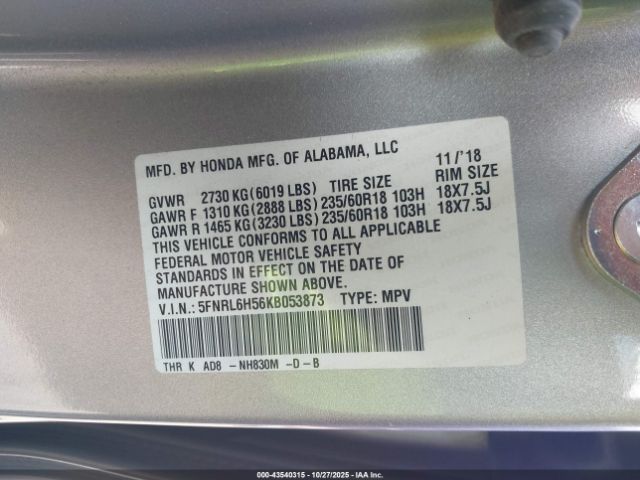 MFD. BY HONDA MFG. OF ALABAMA, LLC 11/'18
GVWR 2730 KG(6019 LBS) TIRE SIZE RIM SIZE
GAWR F 1310 KG(2888 LBS) 235/60R18 103H 18X7.5J
GAWR R 1465 KG(3230 LBS) 235/60R18 103H 18X7.5J
THIS VEHICLE CONFORMS TO ALL APPLICABLE
FEDERAL MOTOR VEHICLE SAFETY
STANDARDS IN EFFECT ON THE DATE OF
MANUFACTURE SHOWN ABOVE.
V.I.N.: 5FNRL6H56KB053873 TYPE: MPV
THR K AD8 -NH830M -D-B
000-43540315 | 10/27/2025 | IAA.com